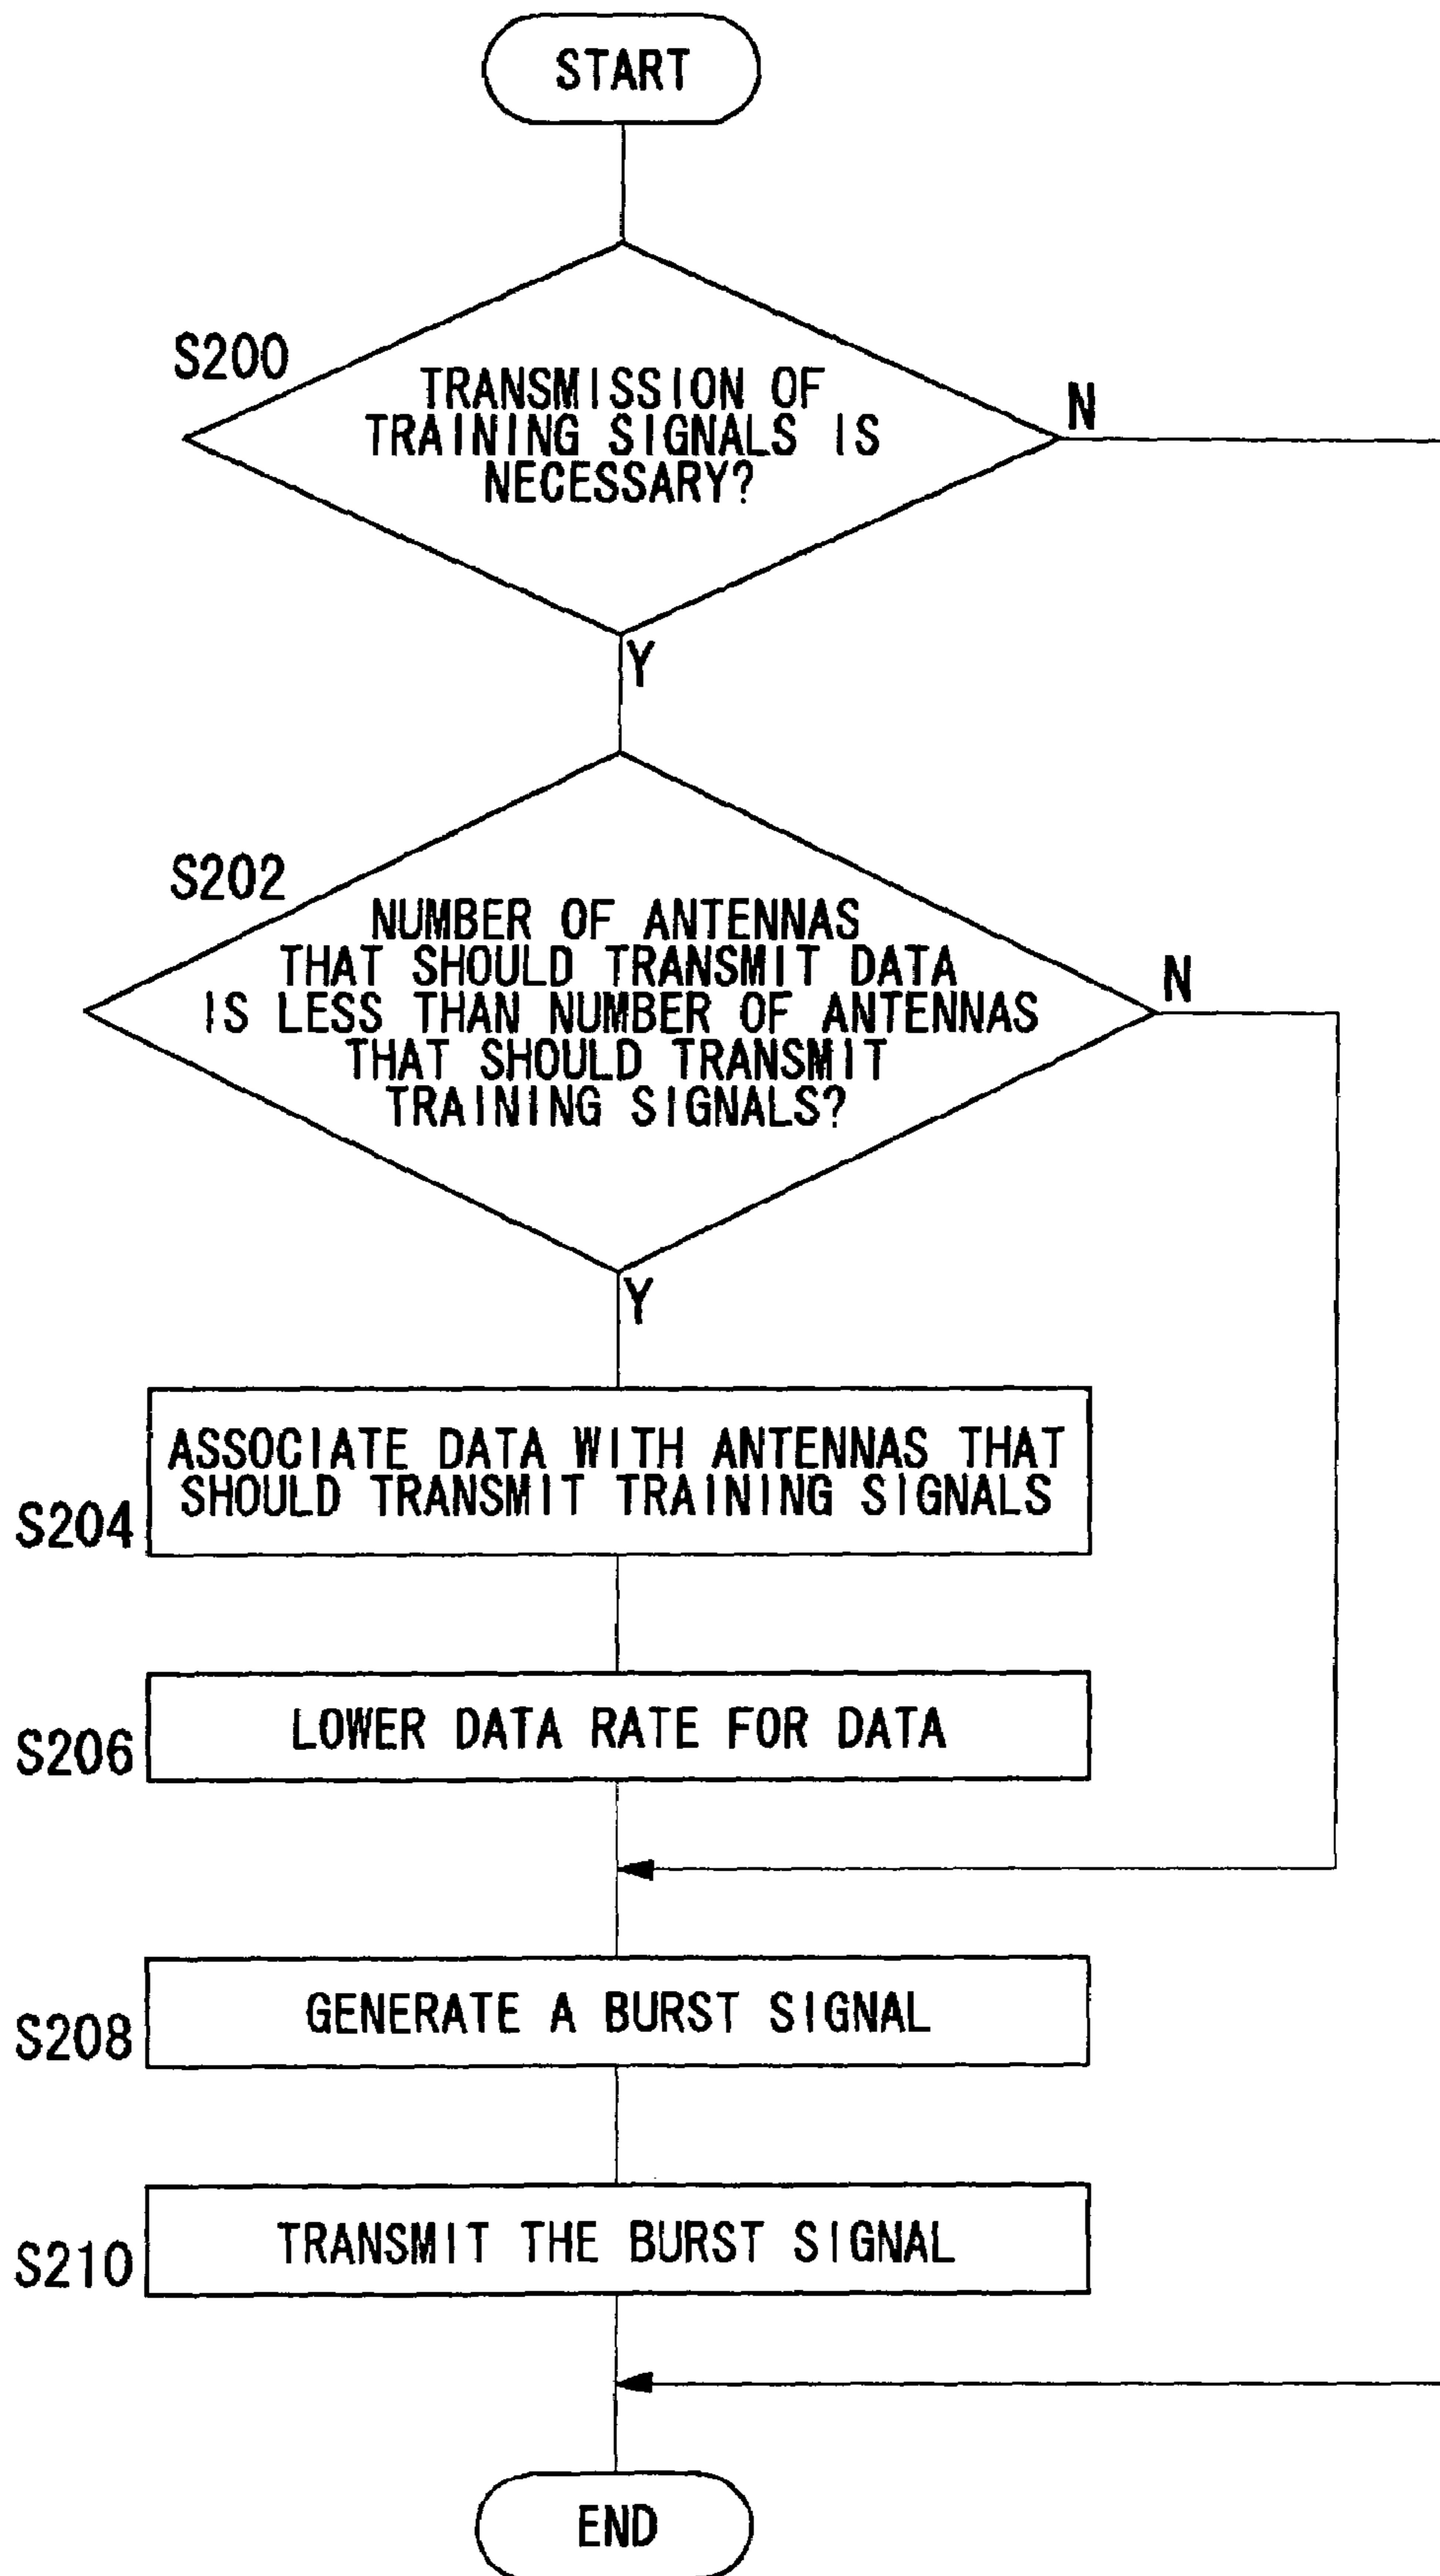 START
S200
TRANSMISSION OF
TRAINING SIGNALS IS
NECESSARY?
N
Y
S202
NUMBER OF ANTENNAS
THAT SHOULD TRANSMIT DATA
IS LESS THAN NUMBER OF ANTENNAS
THAT SHOULD TRANSMIT
TRAINING SIGNALS?
N
Y
ASSOCIATE DATA WITH ANTENNAS THAT
SHOULD TRANSMIT TRAINING SIGNALS
S204
LOWER DATA RATE FOR DATA
S206
GENERATE A BURST SIGNAL
S208
TRANSMIT THE BURST SIGNAL
S210
END